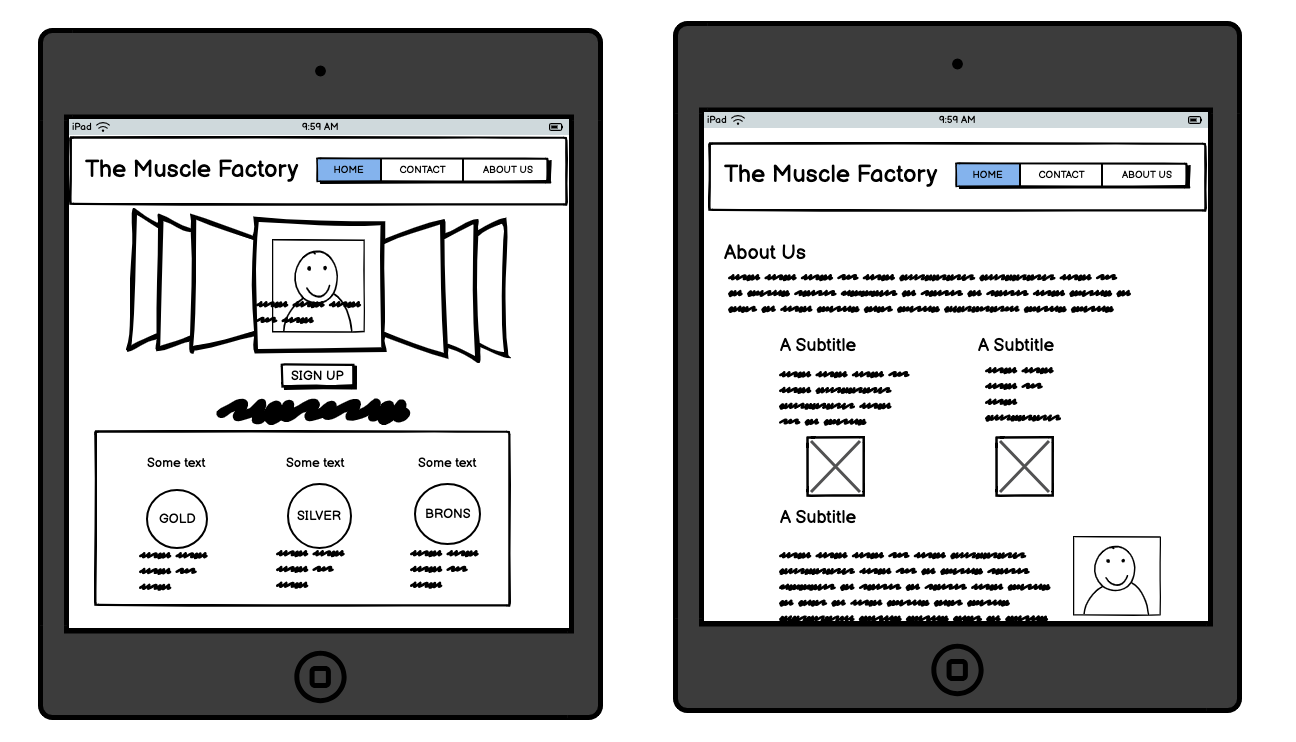 iPad 9:59 AM
The Muscle Factory HOME CONTACT ABOUT US
SIGN UP
Some text Some text Some text
GOLD SILVER BRONS
iPad 9:59 AM
The Muscle Factory HOME CONTACT ABOUT US
About Us
A Subtitle A Subtitle
A Subtitle